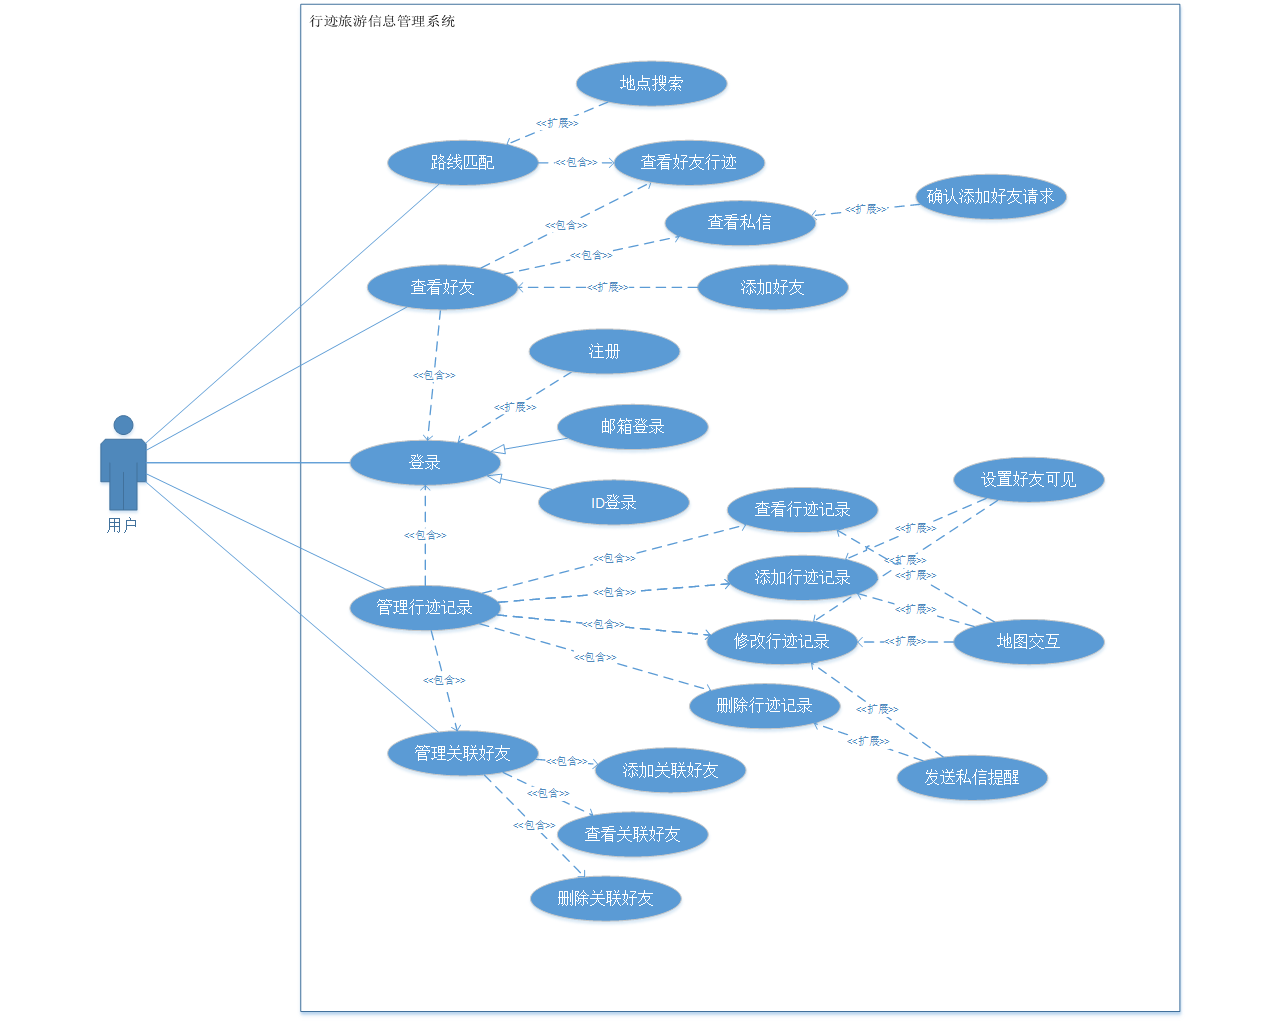 行迹旅游信息管理系统
地点搜索
<<扩展>>
路线匹配
<<包含>>
查看好友行迹
确认添加好友请求
<<扩展>>
查看私信
<<包含>>
<<包含>>
查看好友
<<扩展>>
添加好友
注册
<<包含>>
<<扩展>>
邮箱登录
登录
ID登录
设置好友可见
用户
查看行迹记录
<<包含>>
<<扩展>>
<<包含>>
<<扩展>>
添加行迹记录
<<扩展>>
<<包含>>
<<扩展>>
管理行迹记录
<<包含>>
修改行迹记录
<<扩展>>
地图交互
<<包含>>
<<包含>>
删除行迹记录
<<扩展>>
<<扩展>>
管理关联好友
<<包含>>
添加关联好友
发送私信提醒
<<包含>>
<<包含>>
查看关联好友
删除关联好友